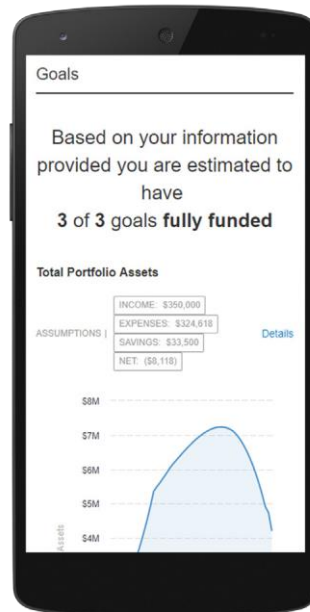 Goals
Based on your information
provided you are estimated to
have
3 of 3 goals fully funded
Total Portfolio Assets
ASSUMPTIONS |
INCOME: $350,000
EXPENSES: $324,618
SAVINGS: $33,500
NET: ($8,118)
Details
$8M
$7M
$6M
$5M
$4M
Assets